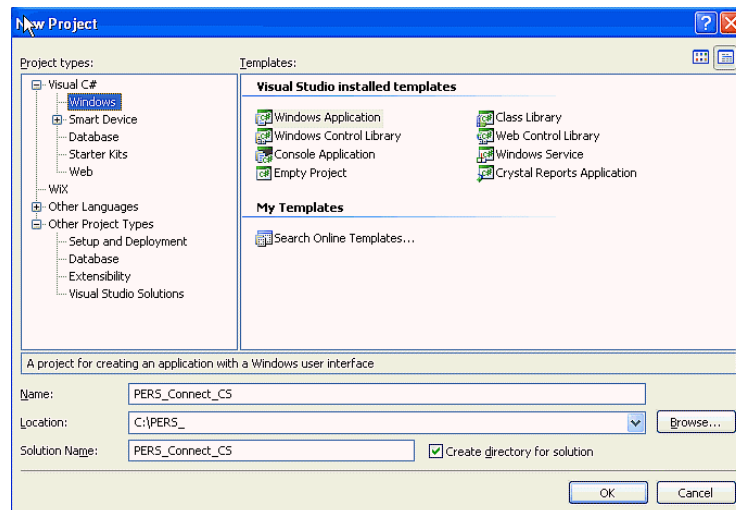 New Project
Project types:
Templates:
Visual C#
Windows
Smart Device
Database
Starter Kits
Web
WiX
Other Languages
Other Project Types
Setup and Deployment
Database
Extensibility
Visual Studio Solutions
Visual Studio installed templates
Windows Application
Class Library
Windows Control Library
Web Control Library
Console Application
Windows Service
Empty Project
Crystal Reports Application
My Templates
Search Online Templates...
A project for creating an application with a Windows user interface
Name: PERS_Connect_CS
Location: C:\PERS_ Browse...
Solution Name: PERS_Connect_CS Create directory for solution
OK Cancel